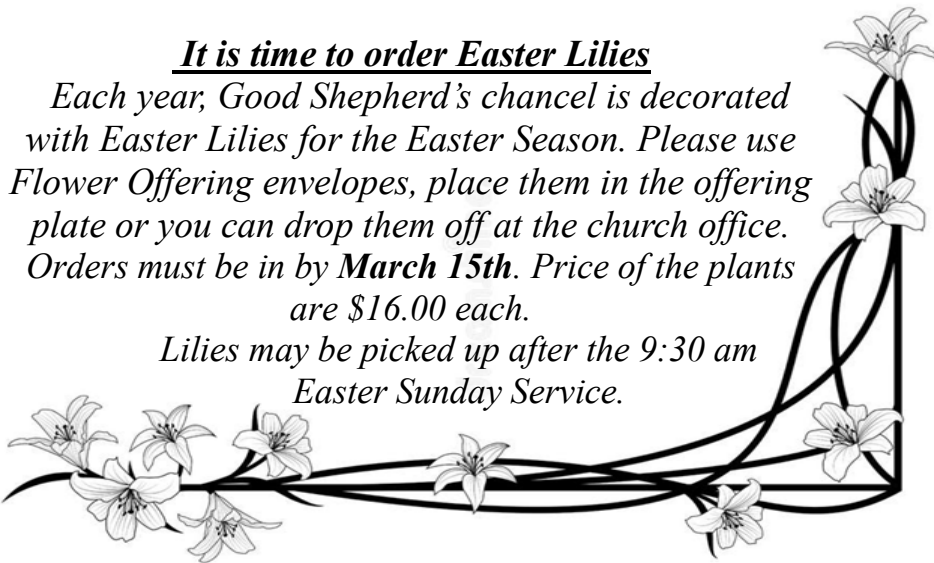 It is time to order Easter Lilies
Each year, Good Shepherd’s chancel is decorated
with Easter Lilies for the Easter Season. Please use
Flower Offering envelopes, place them in the offering
plate or you can drop them off at the church office.
Orders must be in by March 15th. Price of the plants
are $16.00 each.
Lilies may be picked up after the 9:30 am
Easter Sunday Service.